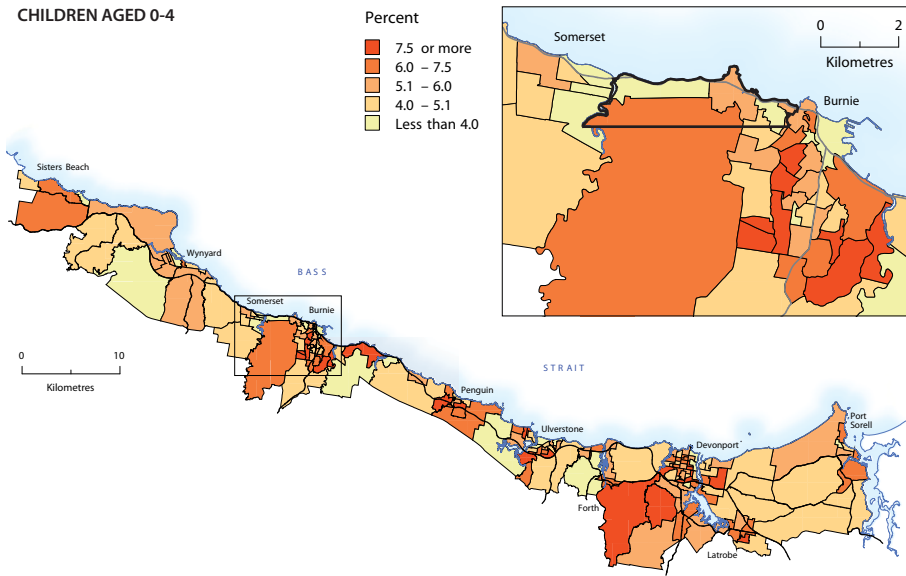 CHILDREN AGED 0-4
Percent
7.5 or more
6.0 – 7.5
5.1 – 6.0
4.0 – 5.1
Less than 4.0
0 2
Kilometres
Somerset
Burnie
Sisters Beach
Wynyard
BASS
Somerset
Burnie
0 10
Kilometres
STRAIT
Penguin
Ulverstone
Devonport
Port
Sorell
Forth
Latrobe